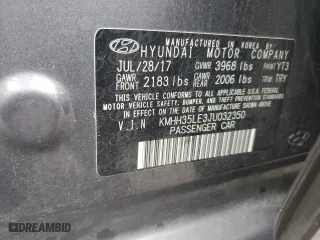 MANUFACTURED IN KOREA BY
HYUNDAI MOTOR COMPANY
JUL/28/17 GVWR 3968 lbs PAINT YT3
GAWR FRONT 2183 lbs GAWR REAR 2006 lbs TRIM TRY
THIS VEHICLE CONFORMS TO ALL APPLICABLE U.S.A. FEDERAL
MOTOR VEHICLE SAFETY, BUMPER, AND THEFT PREVENTION STANDARDS
IN EFFECT ON THE DATE OF MANUFACTURE SHOWN ABOVE.
V.I.N KMHH35LE3JU032350
PASSENGER CAR
© DREAMBID